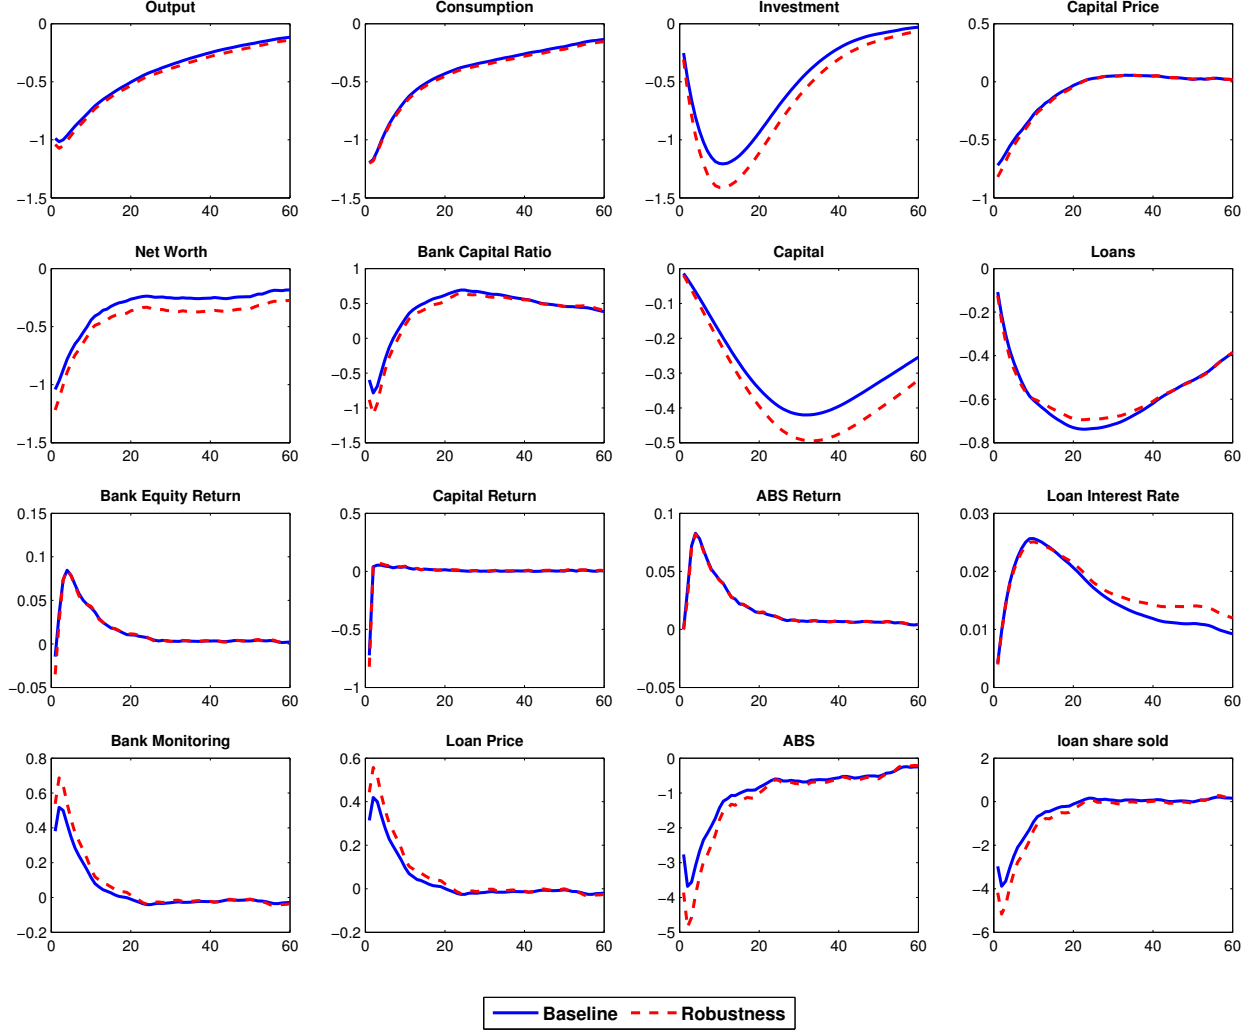 Output Consumption Investment Capital Price
0 0 0 0.5
−0.5 −0.5 −0.5 0
−1 −1 −1 −0.5
−1.5 −1.5 −1.5 −1
0 20 40 60 0 20 40 60 0 20 40 60 0 20 40 60
Net Worth Bank Capital Ratio Capital Loans
0 1 0 0
−0.5 0.5 −0.1 −0.2
−1 0 −0.2 −0.4
−1.5 −0.5 −0.3 −0.6
−1 −0.4 −0.8
−1.5 −0.5
0 20 40 60 0 20 40 60 0 20 40 60 0 20 40 60
Bank Equity Return Capital Return ABS Return Loan Interest Rate
0.15 0.5 0.1 0.03
0.1 0 0.05 0.02
0.05 −0.5 0 0.01
0 −1 −0.05 0
−0.05
0 20 40 60 0 20 40 60 0 20 40 60 0 20 40 60
Bank Monitoring Loan Price ABS loan share sold
0.8 0.6 0 2
0.6 0.4 −1 0
0.4 0.2 −2 −2
0.2 0 −3 −4
0 −0.2 −4 −6
−0.2 −5
0 20 40 60 0 20 40 60 0 20 40 60 0 20 40 60
Baseline Robustness